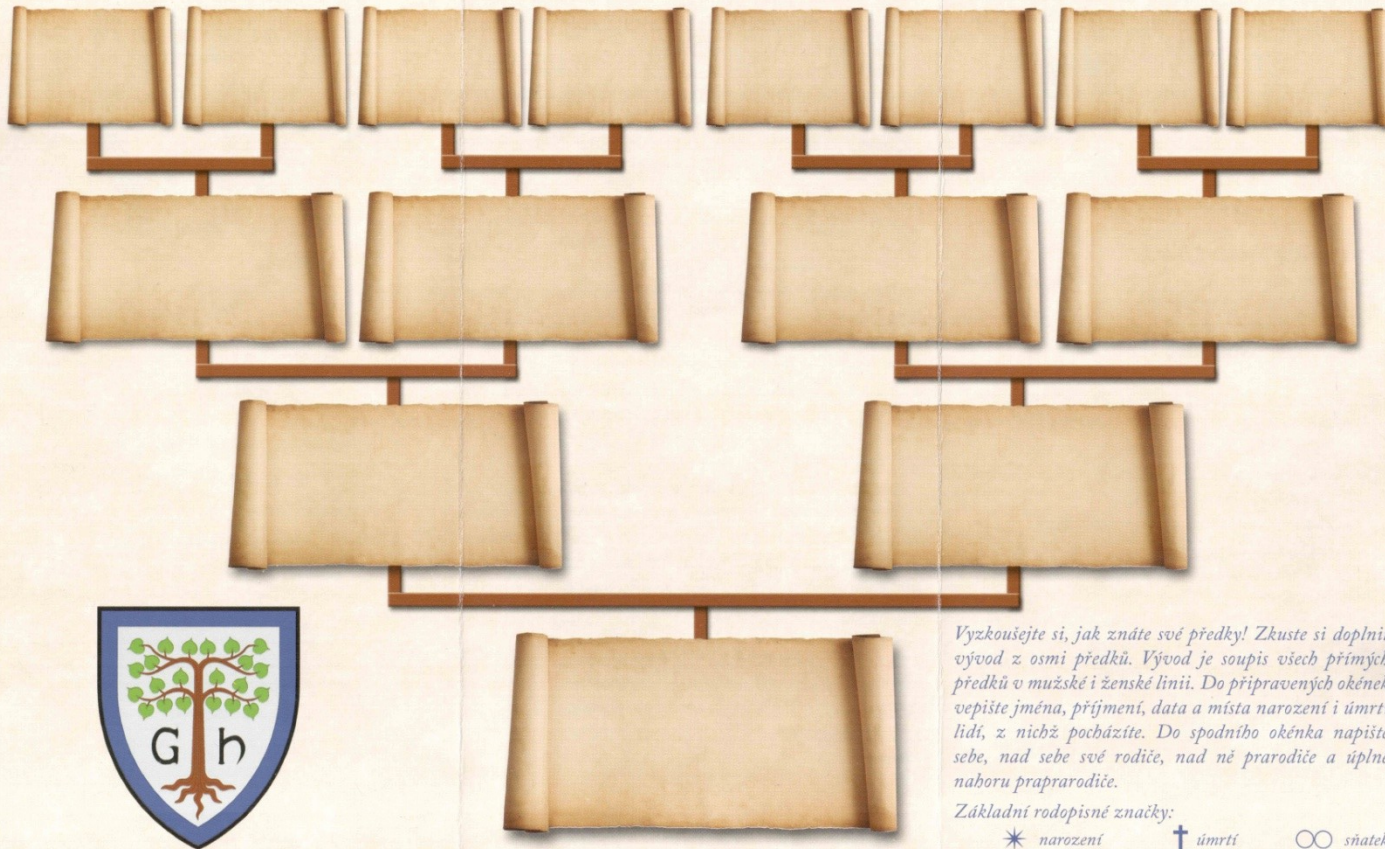 G h
Vyzkoušejte si, jak znáte své předky! Zkuste si doplnit
vývod z osmi předků. Vývod je soupis všech přímých
předků v mužské i ženské linii. Do připravených okének
vepište jména, příjmení, data a místa narození i úmrtí
lidí, z nichž pocházíte. Do spodního okénka napište
sebe, nad sebe své rodiče, nad ně prarodiče a úplně
nahoru praprarodiče.
Základní rodopisné značky:
narození úmrtí sňatek